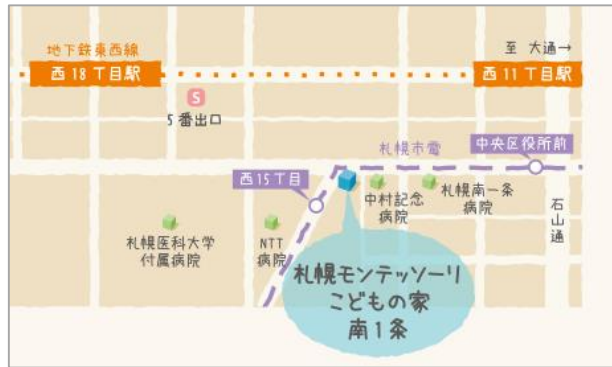 地下鉄東西線
西18丁目駅
至 大通→
西11丁目駅
S
5番出口
札幌市電
中央区役所前
西15丁目
中村記念
病院
札幌南一条
病院
石山通
札幌医科大学
付属病院
NTT
病院
札幌モンテッソーリ
こどもの家
南1条